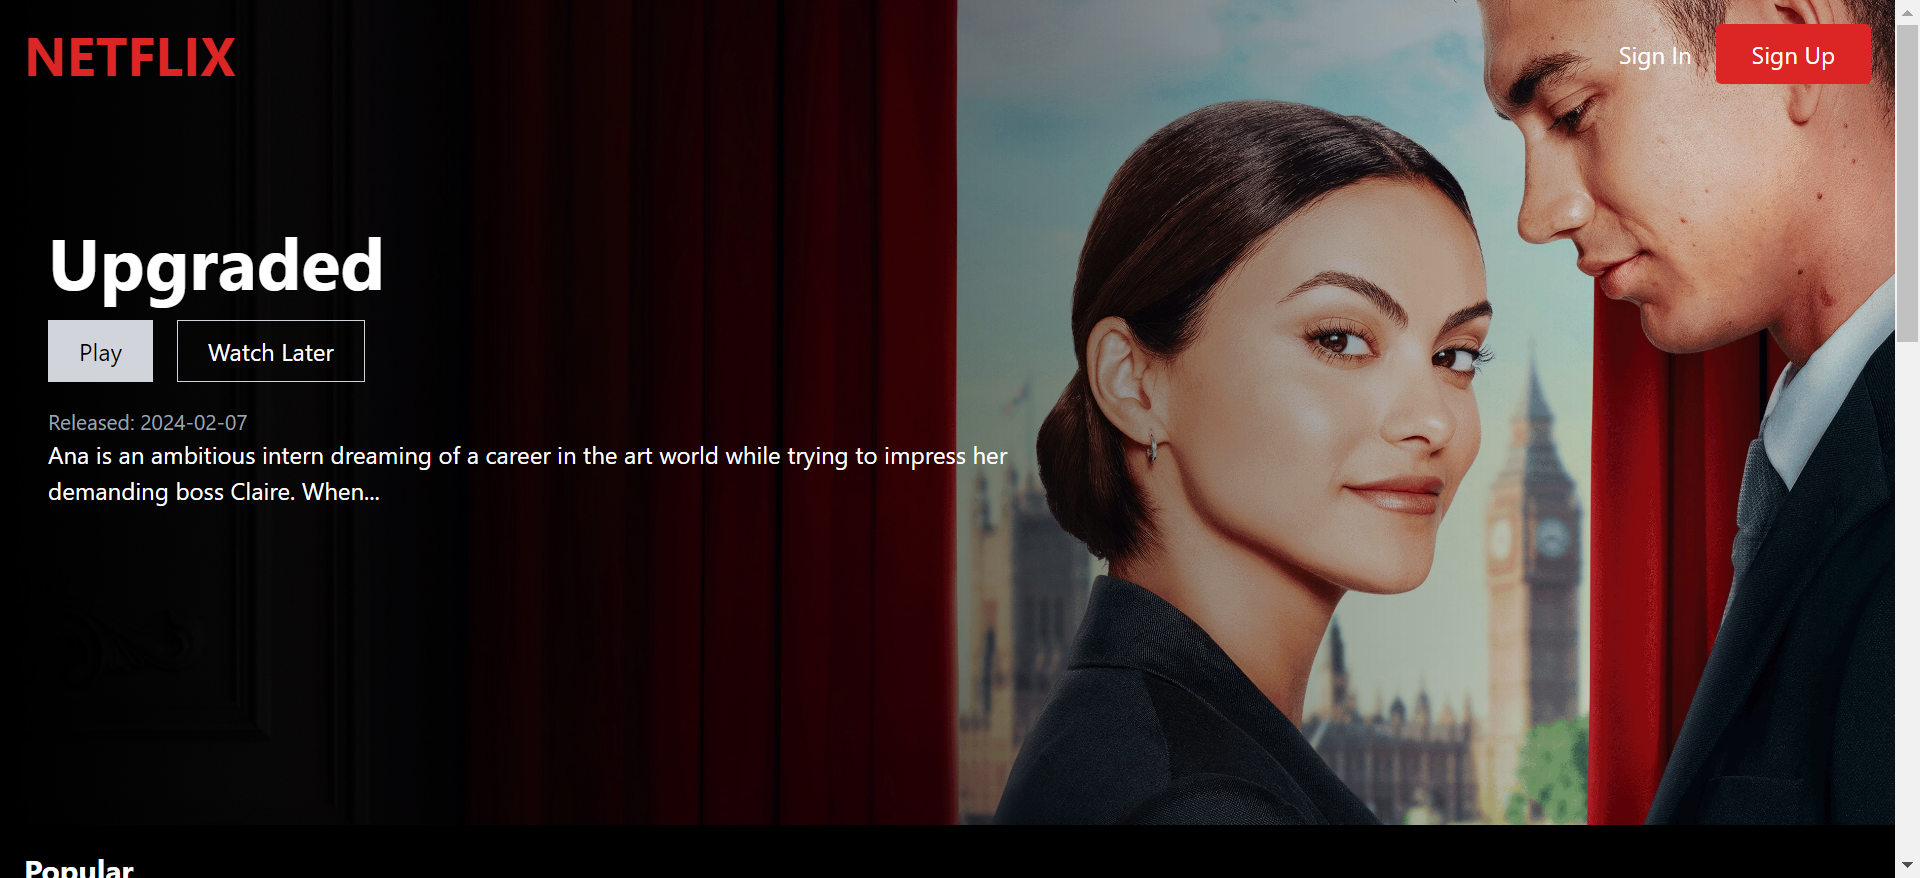 NETFLIX
Sign In
Sign Up
Upgraded
Play
Watch Later
Released: 2024-02-07
Ana is an ambitious intern dreaming of a career in the art world while trying to impress her
demanding boss Claire. When...
Popular